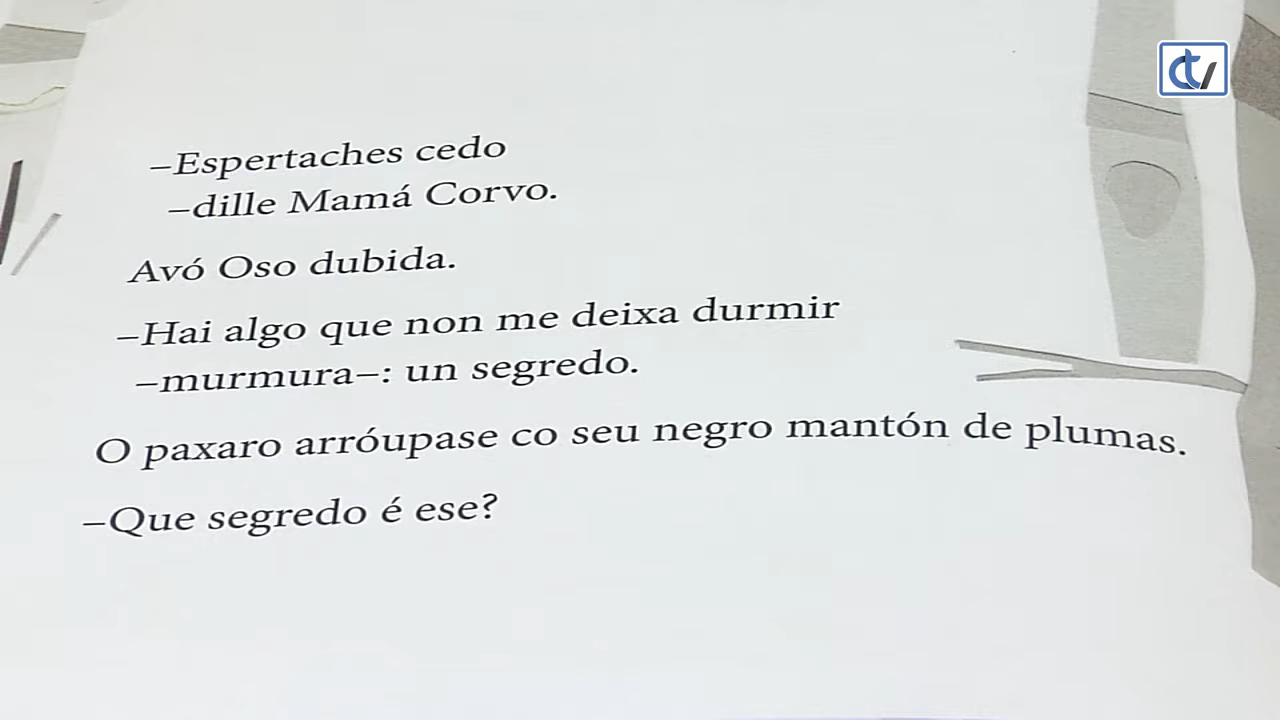 –Espertaches cedo
–dille Mamá Corvo.
Avó Oso dubida.
–Hai algo que non me deixa durmir
–murmura–: un segredo.
O paxaro arróupase co seu negro mantón de plumas.
–Que segredo é ese?